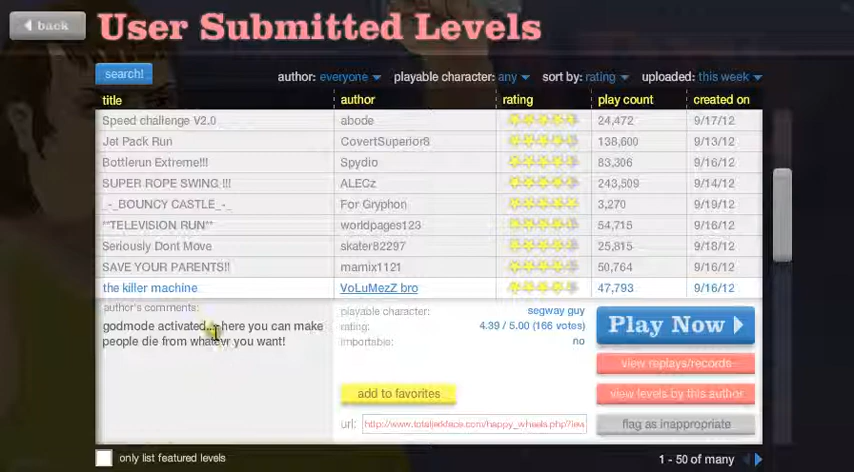 back
User Submitted Levels
search!
author: everyone playable character: any sort by: rating uploaded: this week
title author rating play count created on
Speed challenge V2.0 abode 24,472 9/17/12
Jet Pack Run CovertSuperior8 138,600 9/13/12
Bottlerun Extreme!!! Spydio 83,306 9/16/12
SUPER ROPE SWING !!! ALECz 243,509 9/14/12
_-_BOUNCY CASTLE_-_ For Gryphon 3,270 9/19/12
**TELEVISION RUN** worldpages123 54,715 9/16/12
Seriously Dont Move skater82297 25,815 9/18/12
SAVE YOUR PARENTS!! mamix1121 50,764 9/16/12
the killer machine VoLuMezZ bro 47,793 9/16/12
author's comments:
godmode activated... here you can make
people die from whatevr you want!
playable character: segway guy
rating: 4.39 / 5.00 (166 votes)
importable: no
add to favorites
url: http://www.totaljerkface.com/happy_wheels.php?lev
Play Now
view replays/records
view levels by this author
flag as inappropriate
only list featured levels
1 - 50 of many